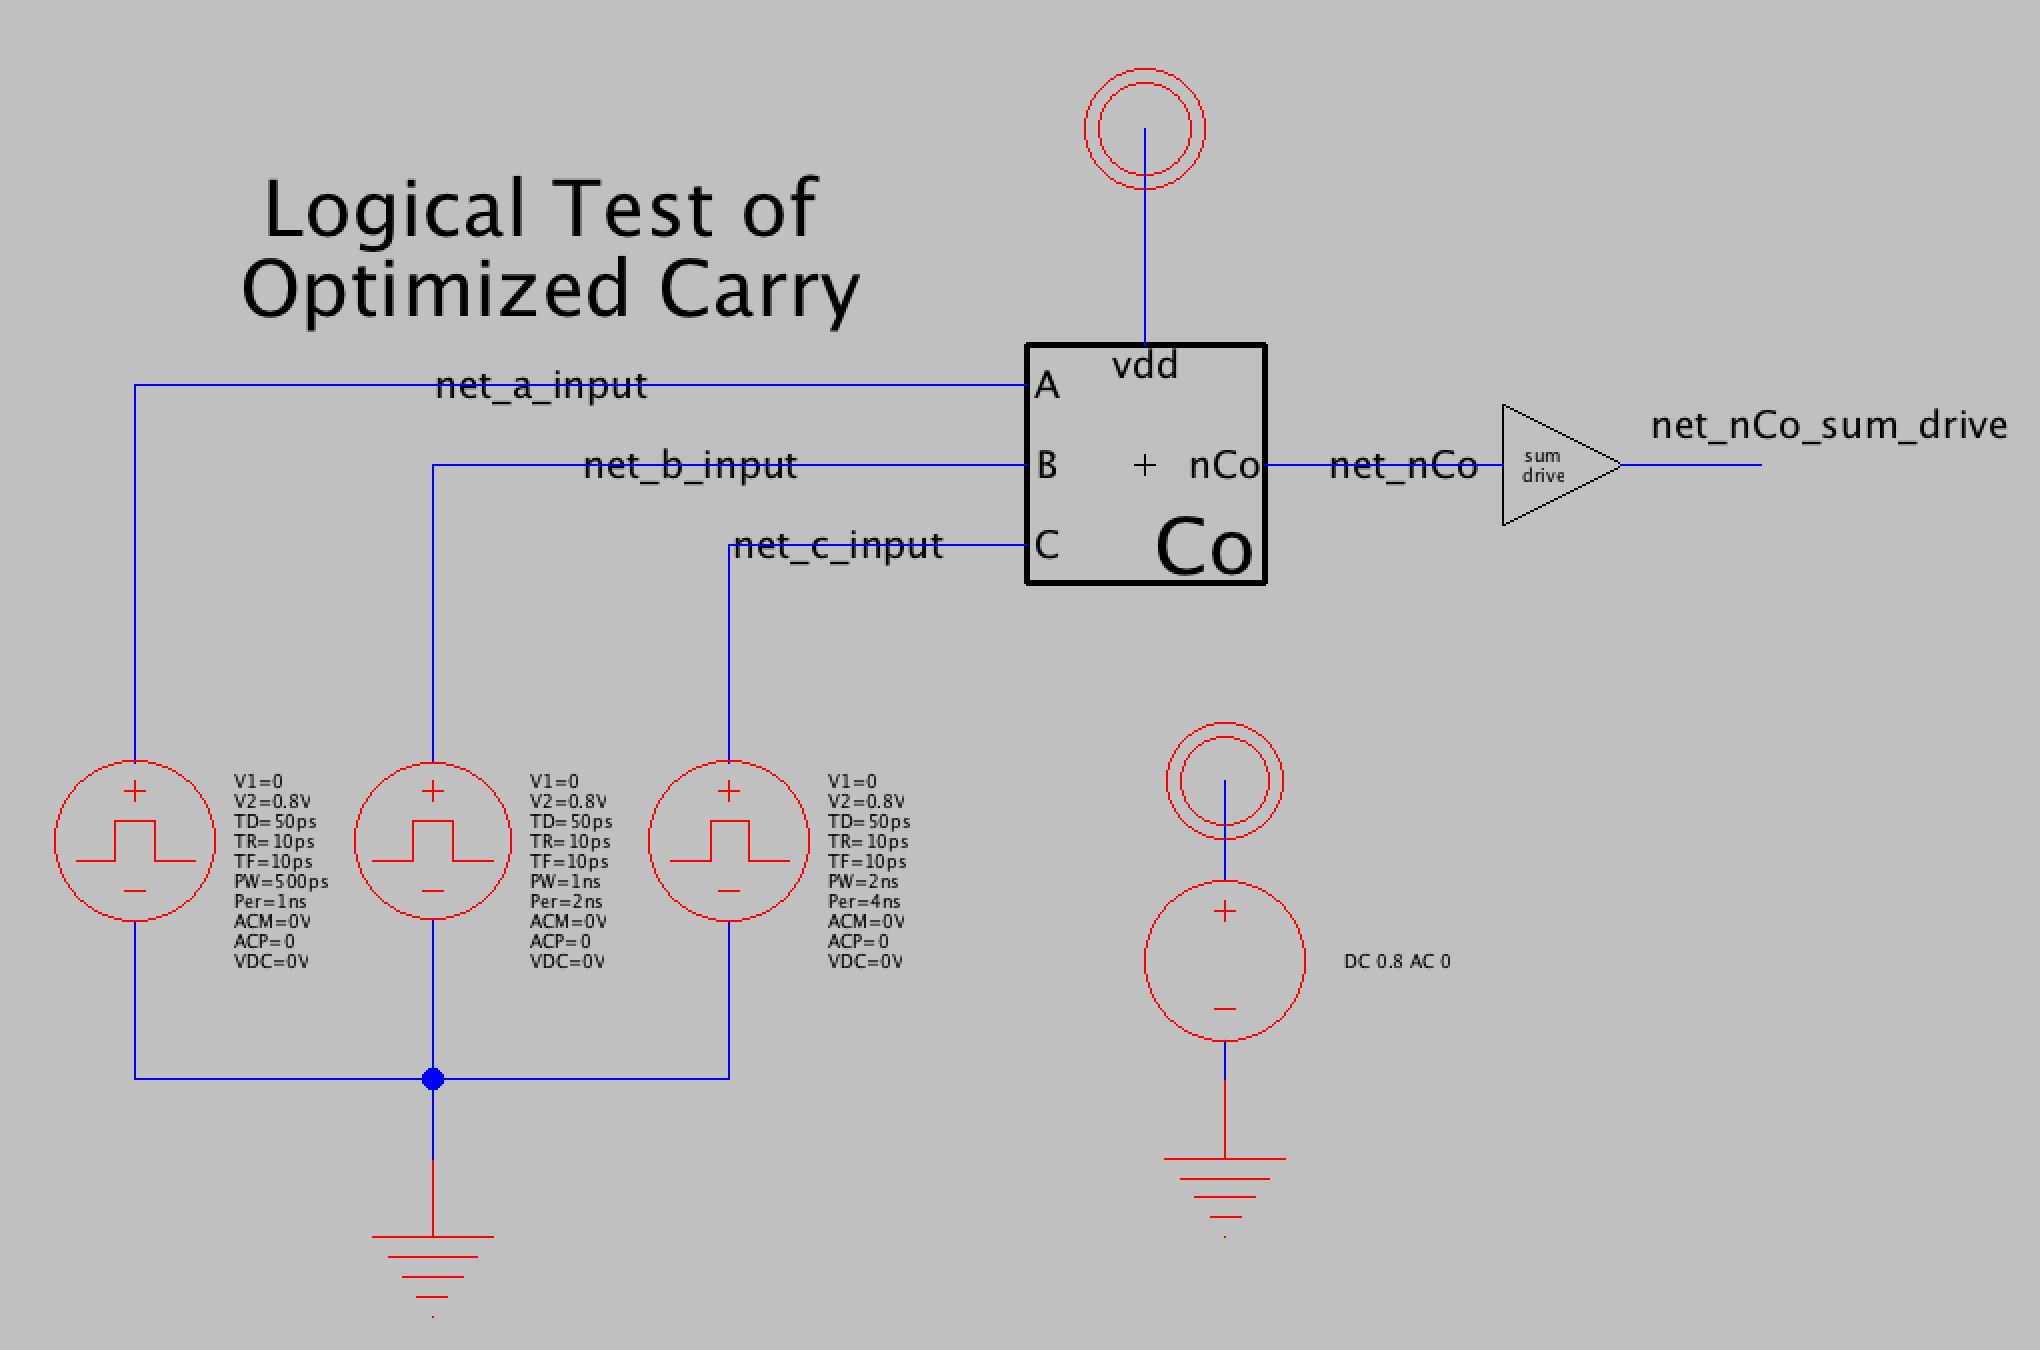 Logical Test of
Optimized Carry
net_a_input
net_b_input
net_c_input
A
B
C
vdd
nCo
Co
net_nCo
sum
drive
net_nCo_sum_drive
V1=0
V2=0.8V
TD=50ps
TR=10ps
TF=10ps
PW=500ps
Per=1ns
ACM=0V
ACP=0
VDC=0V
V1=0
V2=0.8V
TD=50ps
TR=10ps
TF=10ps
PW=1ns
Per=2ns
ACM=0V
ACP=0
VDC=0V
V1=0
V2=0.8V
TD=50ps
TR=10ps
TF=10ps
PW=2ns
Per=4ns
ACM=0V
ACP=0
VDC=0V
DC 0.8 AC 0